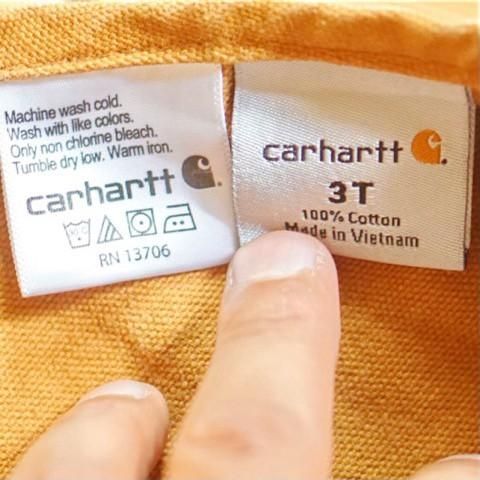 Machine wash cold.
Wash with like colors.
Only non chlorine bleach.
Tumble dry low. Warm iron.
carhartt
RN 13706
carhartt
3T
100% Cotton
Made in Vietnam